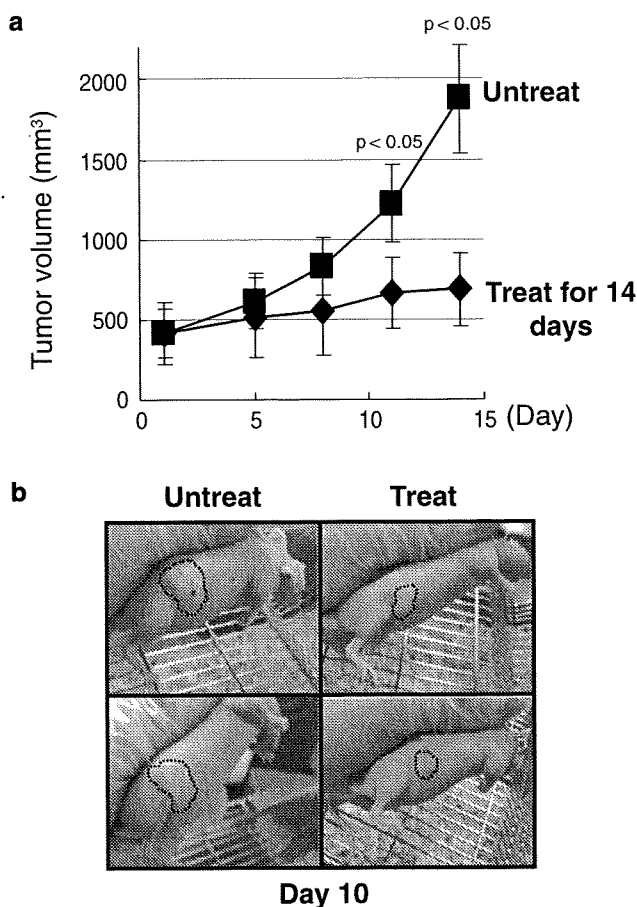 a
p < 0.05
2000
Untreat
p < 0.05
1500
1000
Treat for 14
days
500
0
0 5 10 15 (Day)
Tumor volume (mm³)
b
Untreat Treat
Day 10